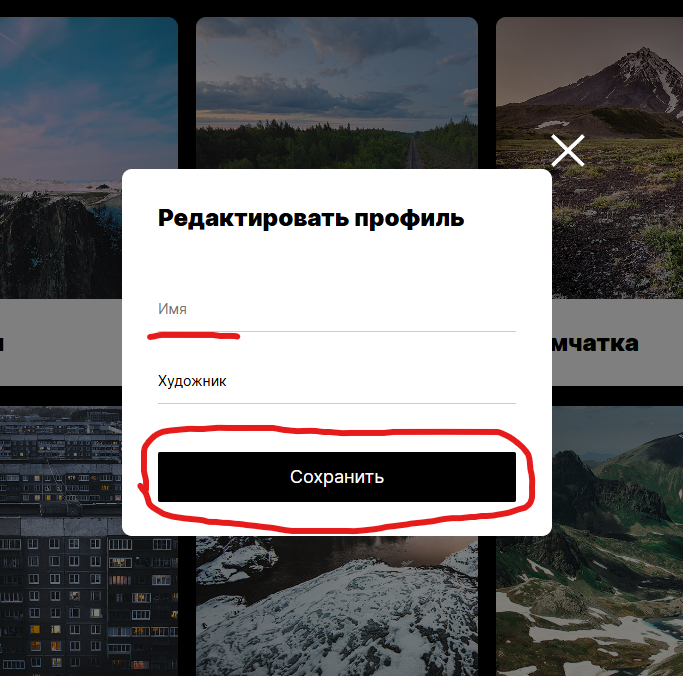 Редактировать профиль
Имя
мчатка
Художник
Сохранить